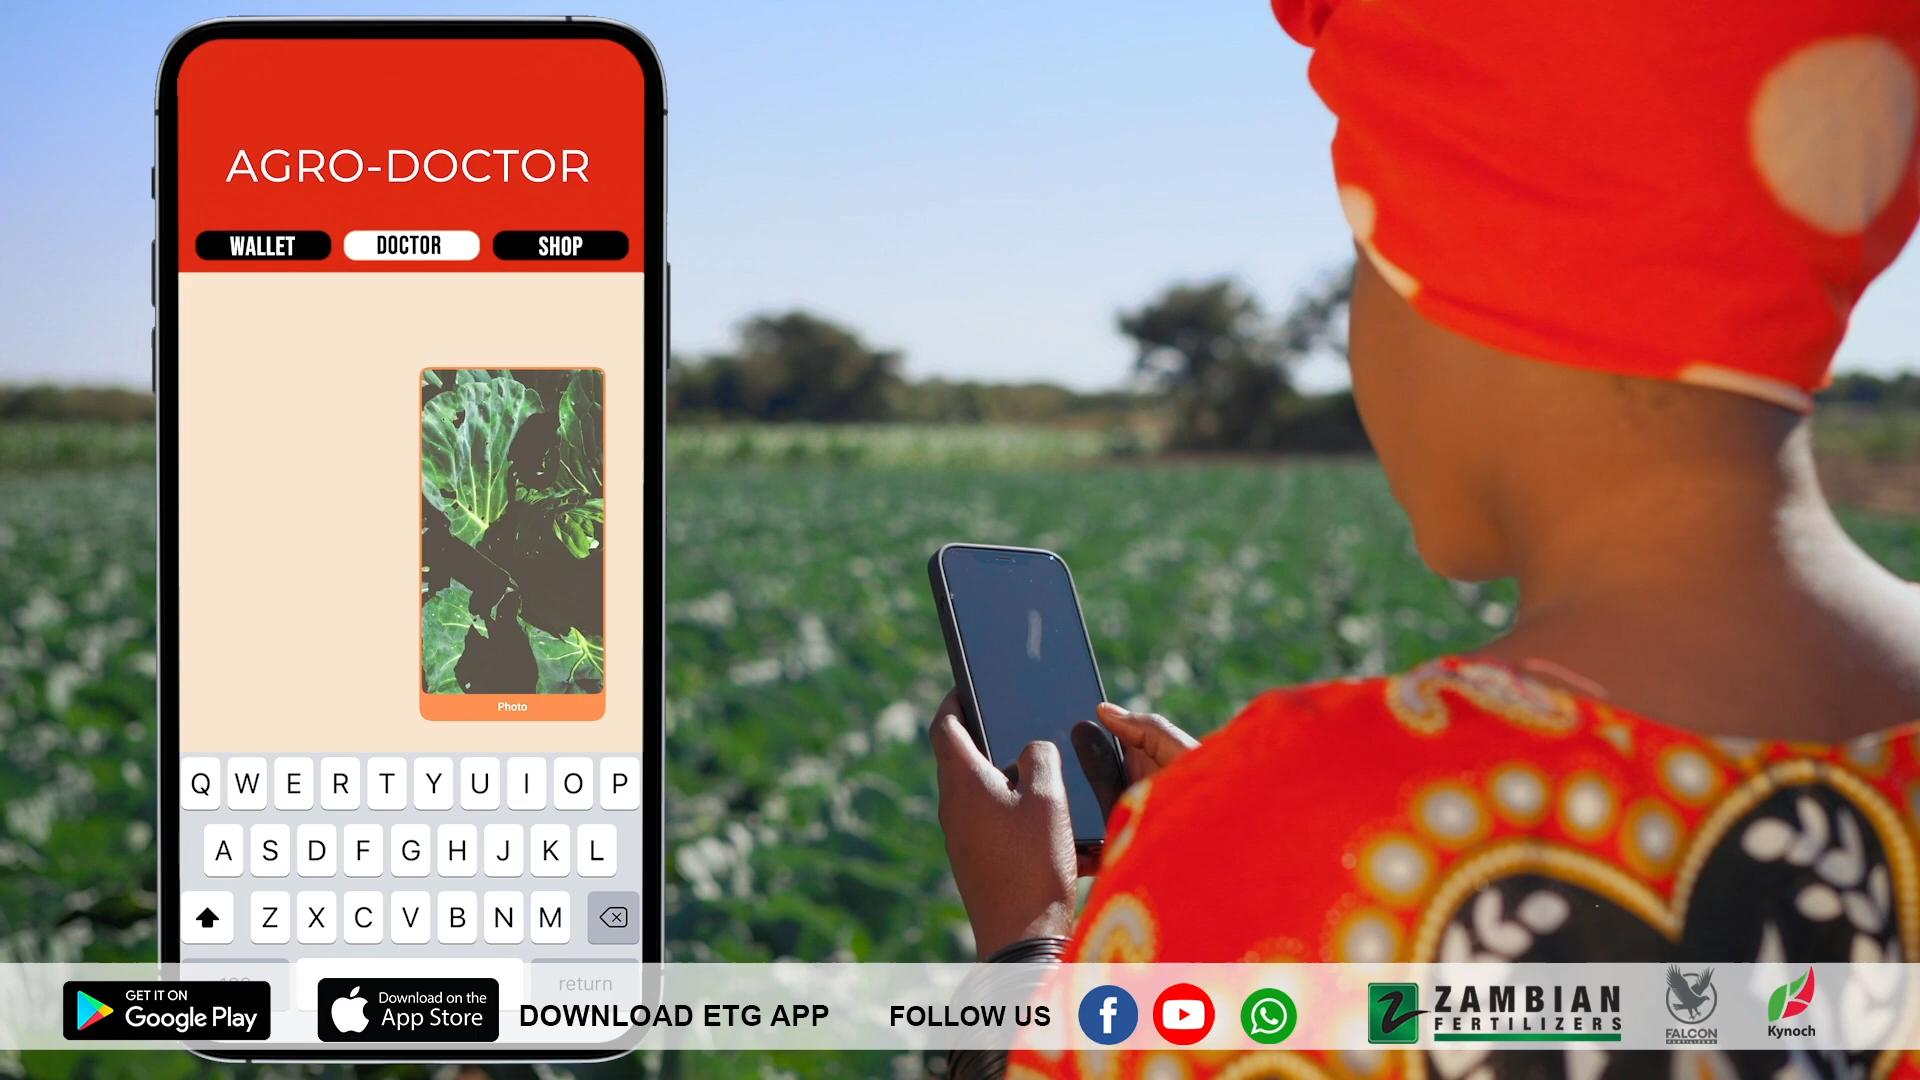 AGRO-DOCTOR
WALLET DOCTOR SHOP
Photo
Q W E R T Y U I O P
A S D F G H J K L
Z X C V B N M
return
GET IT ON
Google Play
Download on the
App Store
DOWNLOAD ETG APP
FOLLOW US
ZAMBIAN
FERTILIZERS
FALCON
Kynoch